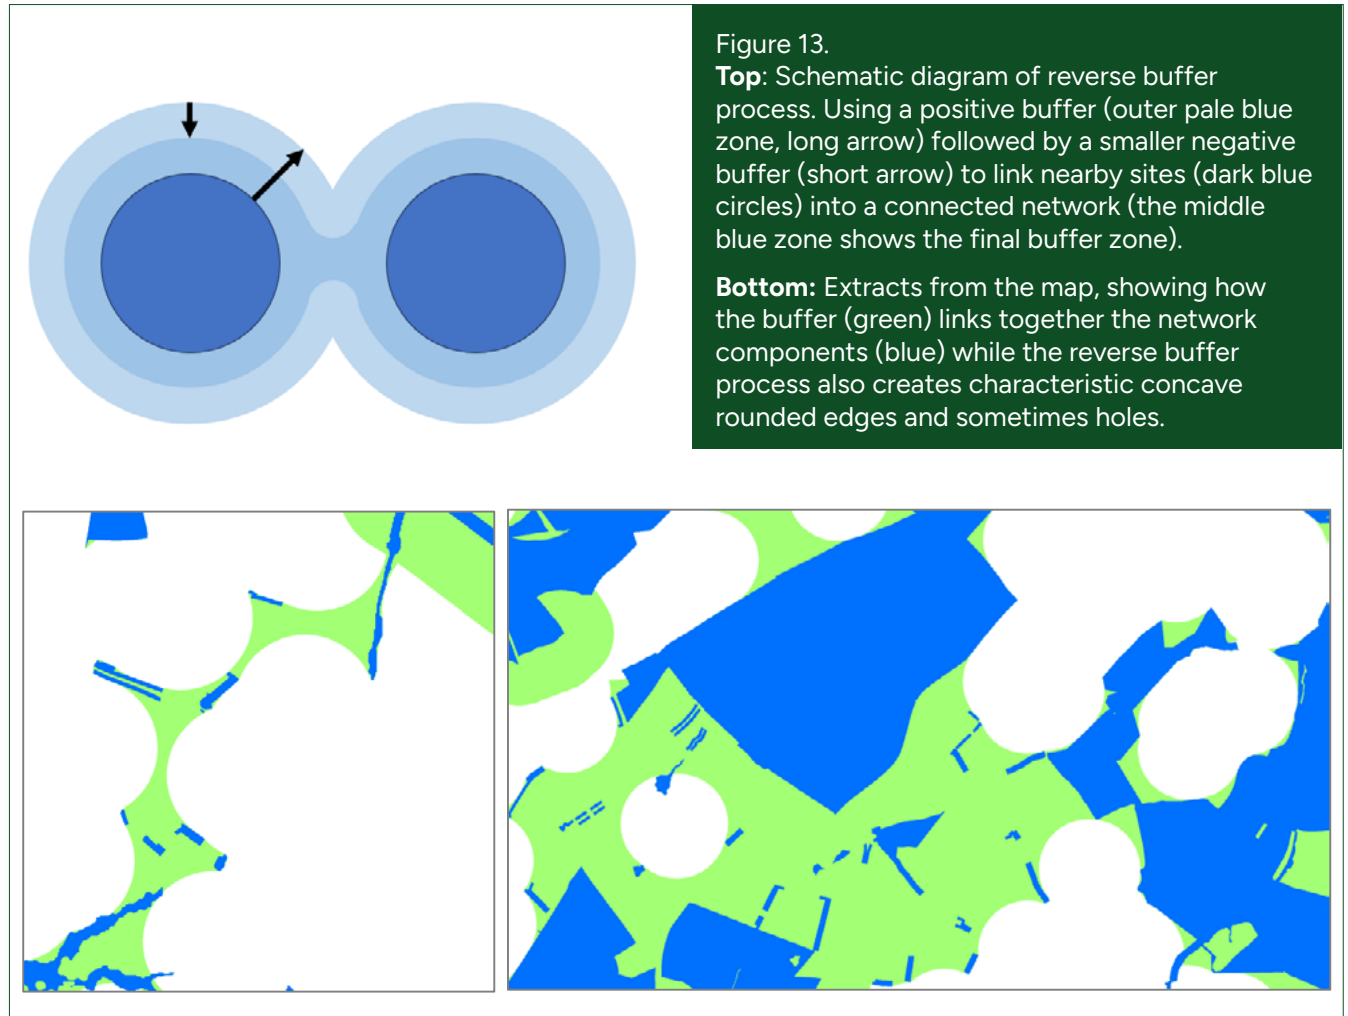 Figure 13.
Top: Schematic diagram of reverse buffer
process. Using a positive buffer (outer pale blue
zone, long arrow) followed by a smaller negative
buffer (short arrow) to link nearby sites (dark blue
circles) into a connected network (the middle
blue zone shows the final buffer zone).
Bottom: Extracts from the map, showing how
the buffer (green) links together the network
components (blue) while the reverse buffer
process also creates characteristic concave
rounded edges and sometimes holes.